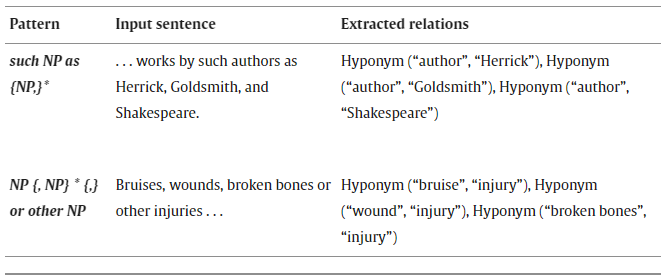 Pattern Input sentence Extracted relations
such NP as . . . works by such authors as Hyponym (“author”, “Herrick”), Hyponym
{NP,}* Herrick, Goldsmith, and (“author”, “Goldsmith”), Hyponym (“author”,
Shakespeare. “Shakespeare”)
NP {, NP} * {,} Bruises, wounds, broken bones or Hyponym (“bruise”, “injury”), Hyponym
or other NP other injuries . . . (“wound”, “injury”), Hyponym (“broken bones”,
“injury”)